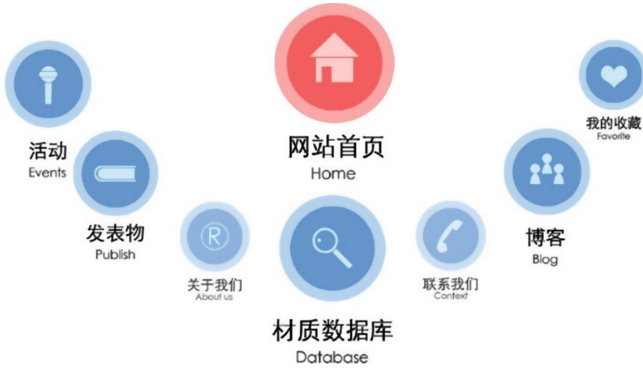 活动
Events
发表物
Publish
®
关于我们
About us
网站首页
Home
材质数据库
Database
联系我们
Context
博客
Blog
我的收藏
Favorite